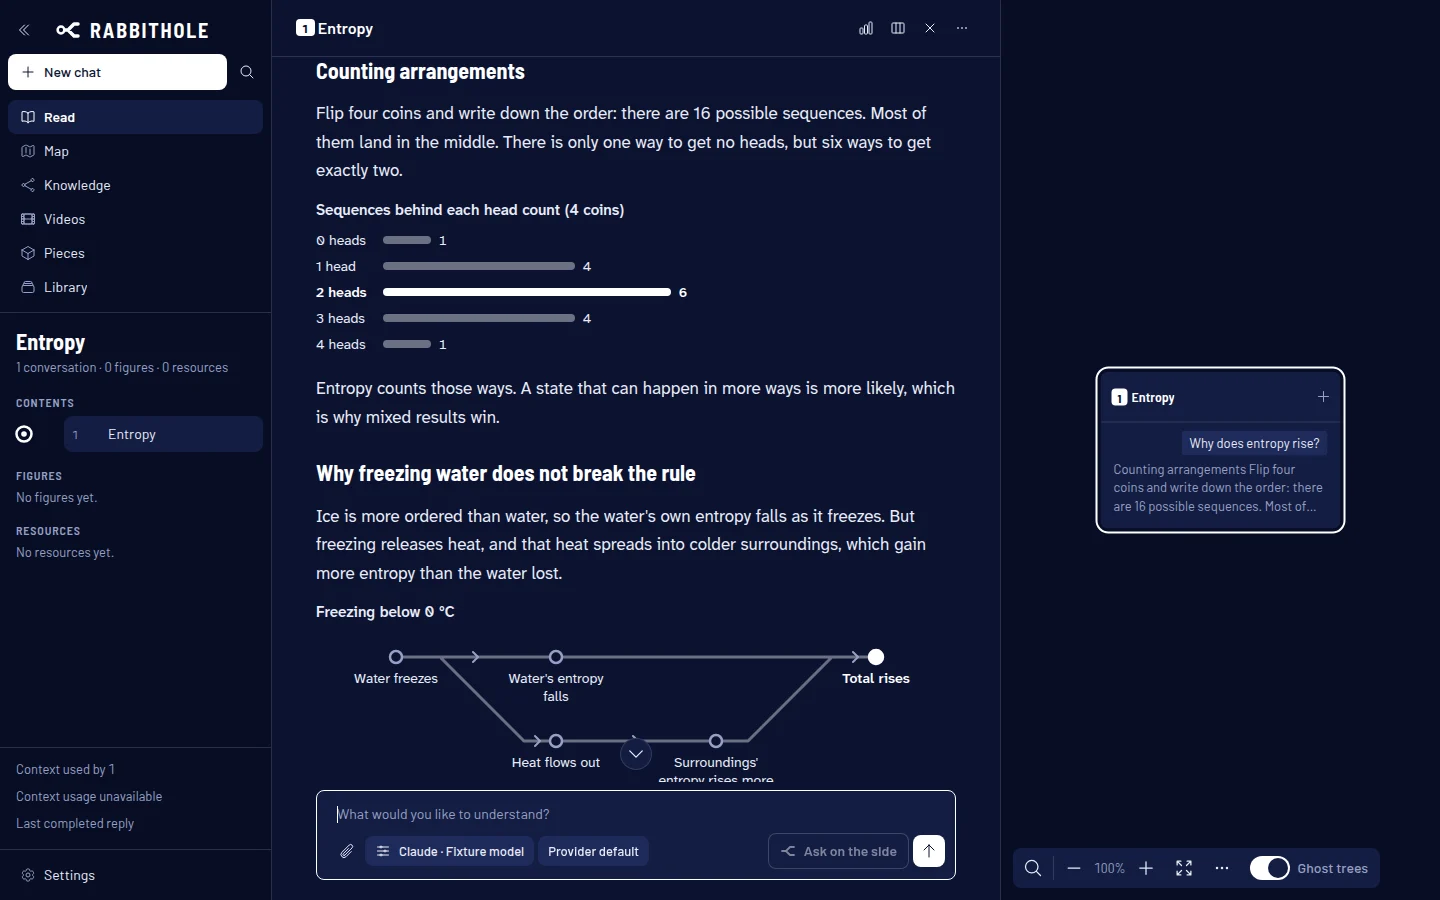 RABBITHOLE
New chat
Read
Map
Knowledge
Videos
Pieces
Library
Entropy
1 conversation · 0 figures · 0 resources
CONTENTS
1 Entropy
FIGURES
No figures yet.
RESOURCES
No resources yet.
Context used by 1
Context usage unavailable
Last completed reply
Settings
1 Entropy
Counting arrangements
Flip four coins and write down the order: there are 16 possible sequences. Most of
them land in the middle. There is only one way to get no heads, but six ways to get
exactly two.
Sequences behind each head count (4 coins)
0 heads 1
1 head 4
2 heads 6
3 heads 4
4 heads 1
Entropy counts those ways. A state that can happen in more ways is more likely, which
is why mixed results win.
Why freezing water does not break the rule
Ice is more ordered than water, so the water's own entropy falls as it freezes. But
freezing releases heat, and that heat spreads into colder surroundings, which gain
more entropy than the water lost.
Freezing below 0 °C
Water freezes
Water's entropy
falls
Total rises
Heat flows out
Surroundings'
entropy rises more
What would you like to understand?
Claude · Fixture model
Provider default
Ask on the side
1 Entropy
Why does entropy rise?
Counting arrangements Flip four
coins and write down the order: there
are 16 possible sequences. Most of...
100%
Ghost trees